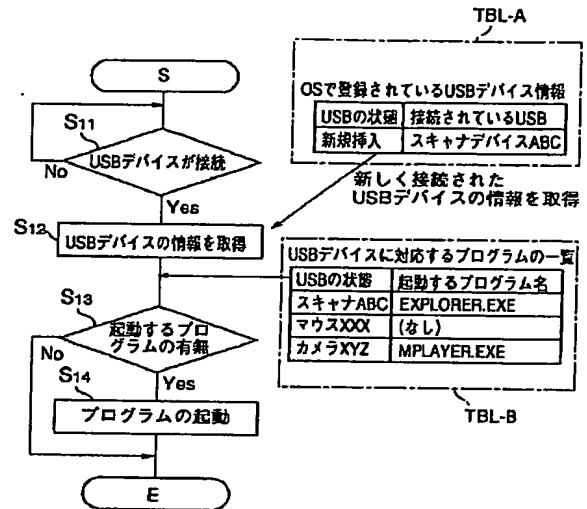 TBL-A
S
OSで登録されているUSBデバイス情報
USBの状態 接続されているUSB
新規挿入 スキャナデバイスABC
S11
USBデバイスが接続
No
Yes
新しく接続された
USBデバイスの情報を取得
S12
USBデバイスの情報を取得
USBデバイスに対応するプログラムの一覧
USBの状態 起動するプログラム名
スキャナABC EXPLORER.EXE
マウスXXX (なし)
カメラXYZ MPLAYER.EXE
S13
起動するプロ
グラムの有無
No
Yes
S14
プログラムの起動
TBL-B
E